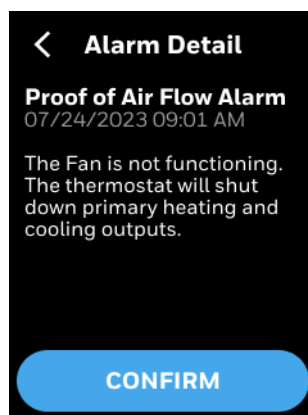 Alarm Detail
Proof of Air Flow Alarm
07/24/2023 09:01 AM
The Fan is not functioning.
The thermostat will shut
down primary heating and
cooling outputs.
CONFIRM